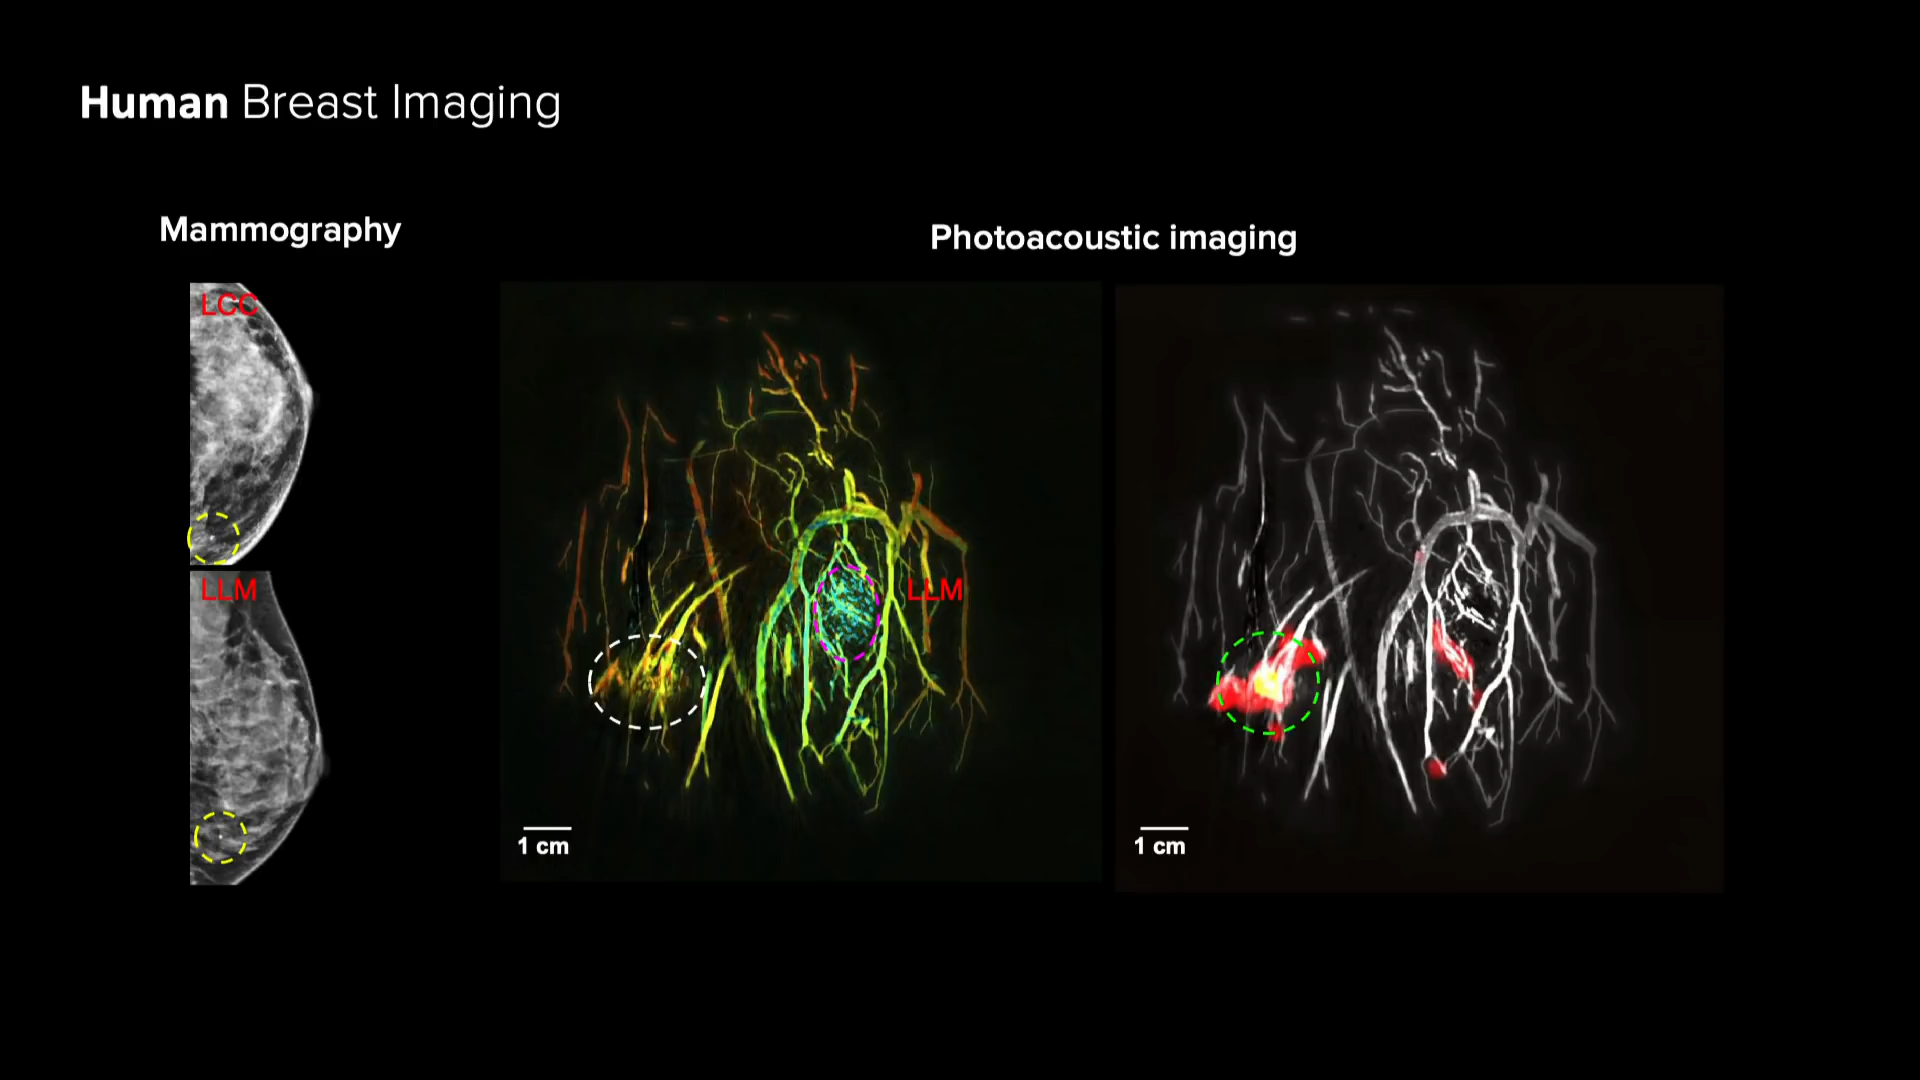 Human Breast Imaging
Mammography
Photoacoustic imaging
LCC
LLM
LLM
1 cm
1 cm